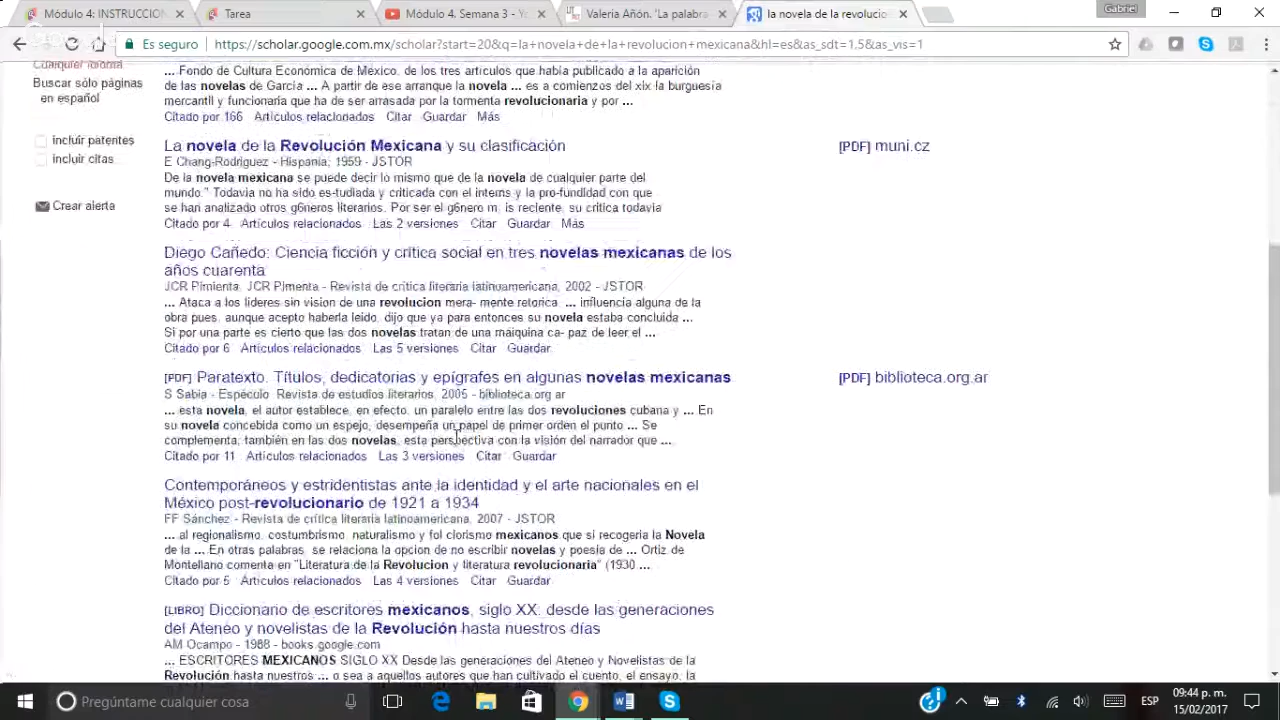 Módulo 4: INSTRUCCION
Tarea
Módulo 4. Semana 3 - Yo
Valeria Añón. 'La palabra
la novela de la revolucio
Gabriel
Es seguro
https://scholar.google.com.mx/scholar?start=20&q=la+novela+de+la+revolucion+mexicana&hl=es&as_sdt=1,5&as_vis=1
Cualquier idioma
Buscar sólo páginas
en español
incluir patentes
incluir citas
Crear alerta
... Fondo de Cultura Económica de México, de los tres artículos que había publicado a la aparición
de las novelas de García ... A partir de ese arranque la novela ... es a comienzos del xix la burguesía
mercantil y funcionaria que ha de ser arrasada por la tormenta revolucionaria y por ...
Citado por 166 Artículos relacionados Citar Guardar Más
La novela de la Revolución Mexicana y su clasificación
[PDF] muni.cz
E Chang-Rodríguez - Hispania, 1959 - JSTOR
De la novela mexicana se puede decir lo mismo que de la novela de cualquier parte del
mundo." Todavia no ha sido es-tudiada y criticada con el interns y la pro-fundidad con que
se han analizado otros g6neros literarios. Por ser el g6nero m, is reciente, su critica todavia
Citado por 4 Artículos relacionados Las 2 versiones Citar Guardar Más
Diego Cañedo: Ciencia ficción y crítica social en tres novelas mexicanas de los
años cuarenta
JCR Pimienta, JCR Pimenta - Revista de crítica literaria latinoamericana, 2002 - JSTOR
... Ataca a los lideres sin vision de una revolucion mera- mente retorica. ... influencia alguna de la
obra pues, aunque acepto haberla leido, dijo que ya para entonces su novela estaba concluida ...
Si por una parte es cierto que las dos novelas tratan de una maiquina ca- paz de leer el ...
Citado por 6 Artículos relacionados Las 5 versiones Citar Guardar
[PDF] Paratexto. Títulos, dedicatorias y epígrafes en algunas novelas mexicanas
[PDF] biblioteca.org.ar
S Sabia - Espéculo. Revista de estudios literarios, 2005 - biblioteca.org.ar
... esta novela, el autor establece, en efecto, un paralelo entre las dos revoluciones cubana y ... En
su novela concebida como un espejo, desempeña un papel de primer orden el punto ... Se
complementa, también en las dos novelas, esta perspectiva con la visión del narrador que ...
Citado por 11 Artículos relacionados Las 3 versiones Citar Guardar
Contemporáneos y estridentistas ante la identidad y el arte nacionales en el
México post-revolucionario de 1921 a 1934
FF Sánchez - Revista de crítica literaria latinoamericana, 2007 - JSTOR
... al regionalismo, costumbrismo, naturalismo y fol clorismo mexicanos que si recogeria la Novela
de la ... En otras palabras, se relaciona la opcion de no escribir novelas y poesia de ... Ortiz de
Montellano comenta en "Literatura de la Revolucion y literatura revolucionaria" (1930 ...
Citado por 5 Artículos relacionados Las 4 versiones Citar Guardar
[LIBRO] Diccionario de escritores mexicanos, siglo XX: desde las generaciones
del Ateneo y novelistas de la Revolución hasta nuestros días
AM Ocampo - 1988 - books.google.com
... ESCRITORES MEXICANOS SIGLO XX Desde las generaciones del Ateneo y Novelistas de la
Revolución hasta nuestros ... o sea a aquellos autores que han cultivado el cuento, el ensayo, la
Pregúntame cualquier cosa
ESP
09:44 p. m.
15/02/2017